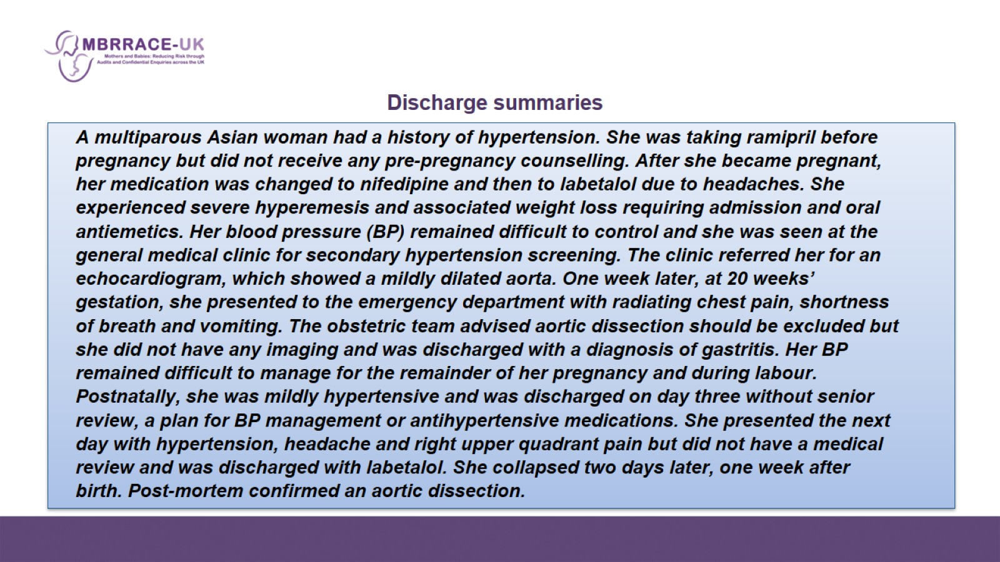 MBRRACE-UK
Mothers and Babies: Reducing Risk through
Audits and Confidential Enquiries across the UK
Discharge summaries
A multiparous Asian woman had a history of hypertension. She was taking ramipril before
pregnancy but did not receive any pre-pregnancy counselling. After she became pregnant,
her medication was changed to nifedipine and then to labetalol due to headaches. She
experienced severe hyperemesis and associated weight loss requiring admission and oral
antiemetics. Her blood pressure (BP) remained difficult to control and she was seen at the
general medical clinic for secondary hypertension screening. The clinic referred her for an
echocardiogram, which showed a mildly dilated aorta. One week later, at 20 weeks’
gestation, she presented to the emergency department with radiating chest pain, shortness
of breath and vomiting. The obstetric team advised aortic dissection should be excluded but
she did not have any imaging and was discharged with a diagnosis of gastritis. Her BP
remained difficult to manage for the remainder of her pregnancy and during labour.
Postnatally, she was mildly hypertensive and was discharged on day three without senior
review, a plan for BP management or antihypertensive medications. She presented the next
day with hypertension, headache and right upper quadrant pain but did not have a medical
review and was discharged with labetalol. She collapsed two days later, one week after
birth. Post-mortem confirmed an aortic dissection.